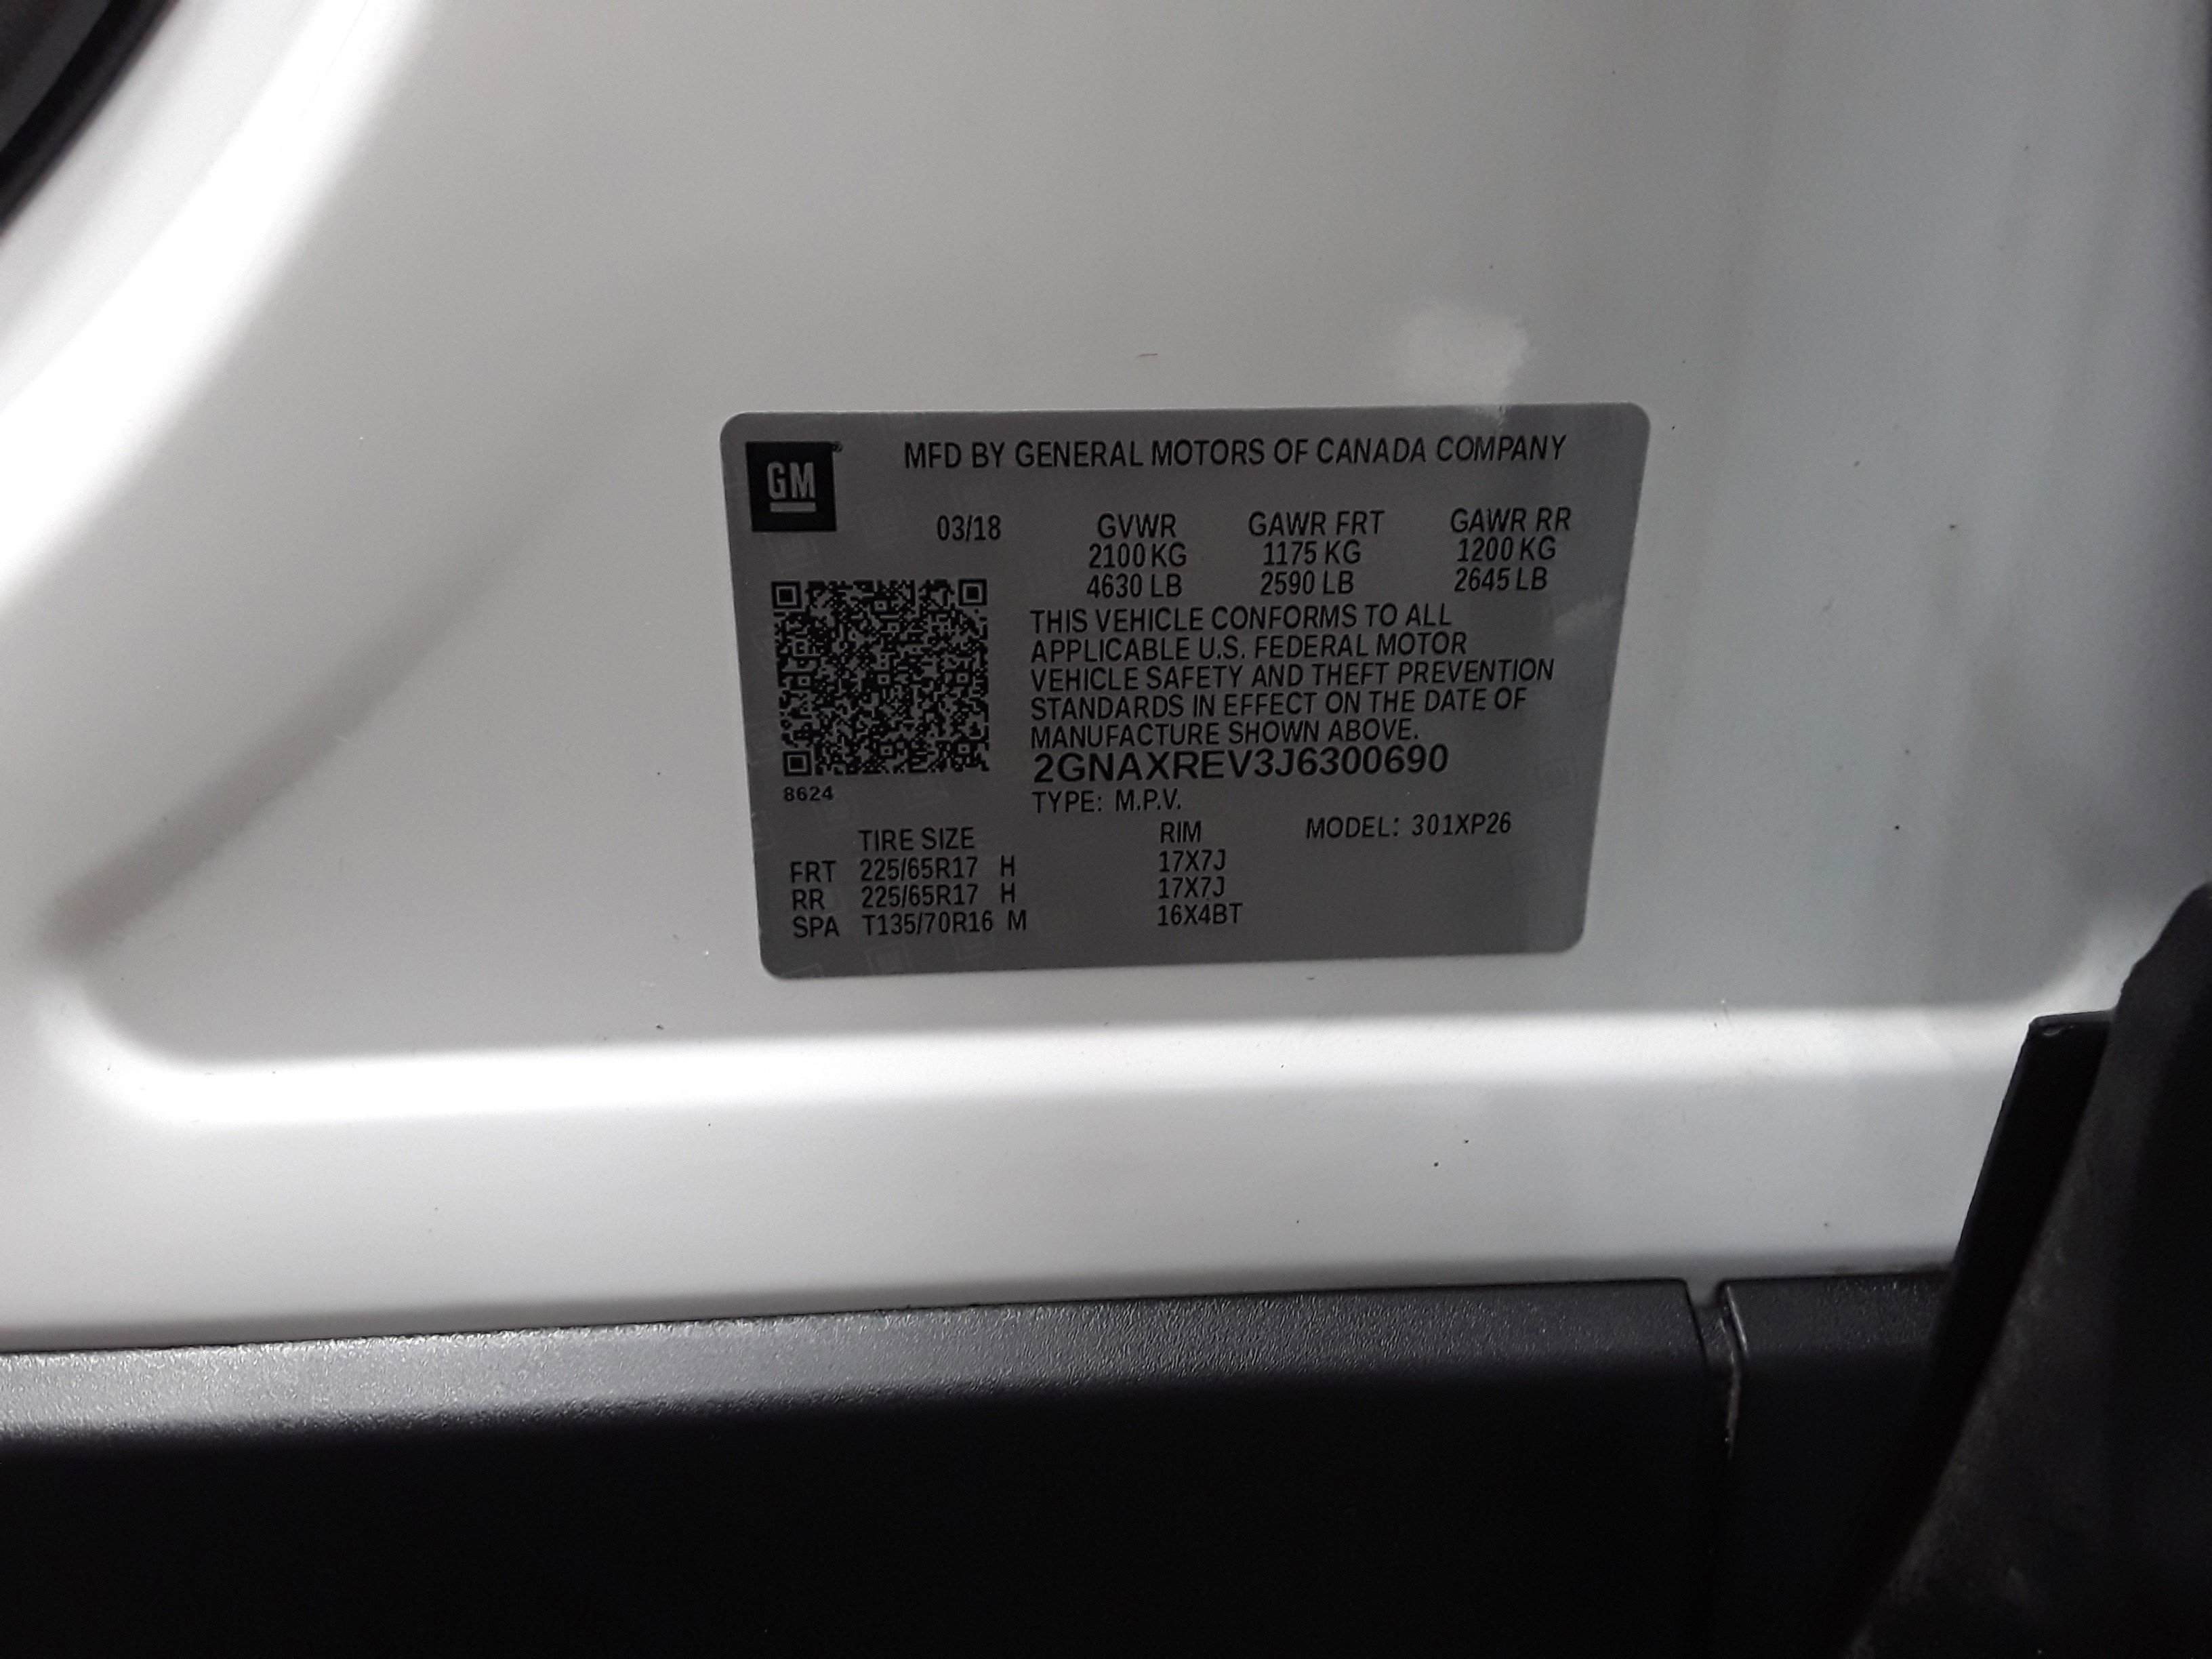 GM
MFD BY GENERAL MOTORS OF CANADA COMPANY
03/18 GVWR GAWR FRT GAWR RR
2100 KG 1175 KG 1200 KG
4630 LB 2590 LB 2645 LB
THIS VEHICLE CONFORMS TO ALL
APPLICABLE U.S. FEDERAL MOTOR
VEHICLE SAFETY AND THEFT PREVENTION
STANDARDS IN EFFECT ON THE DATE OF
MANUFACTURE SHOWN ABOVE.
2GNAXREV3J6300690
8624
TYPE: M.P.V.
TIRE SIZE RIM MODEL: 301XP26
FRT 225/65R17 H 17X7J
RR 225/65R17 H 17X7J
SPA T135/70R16 M 16X4BT